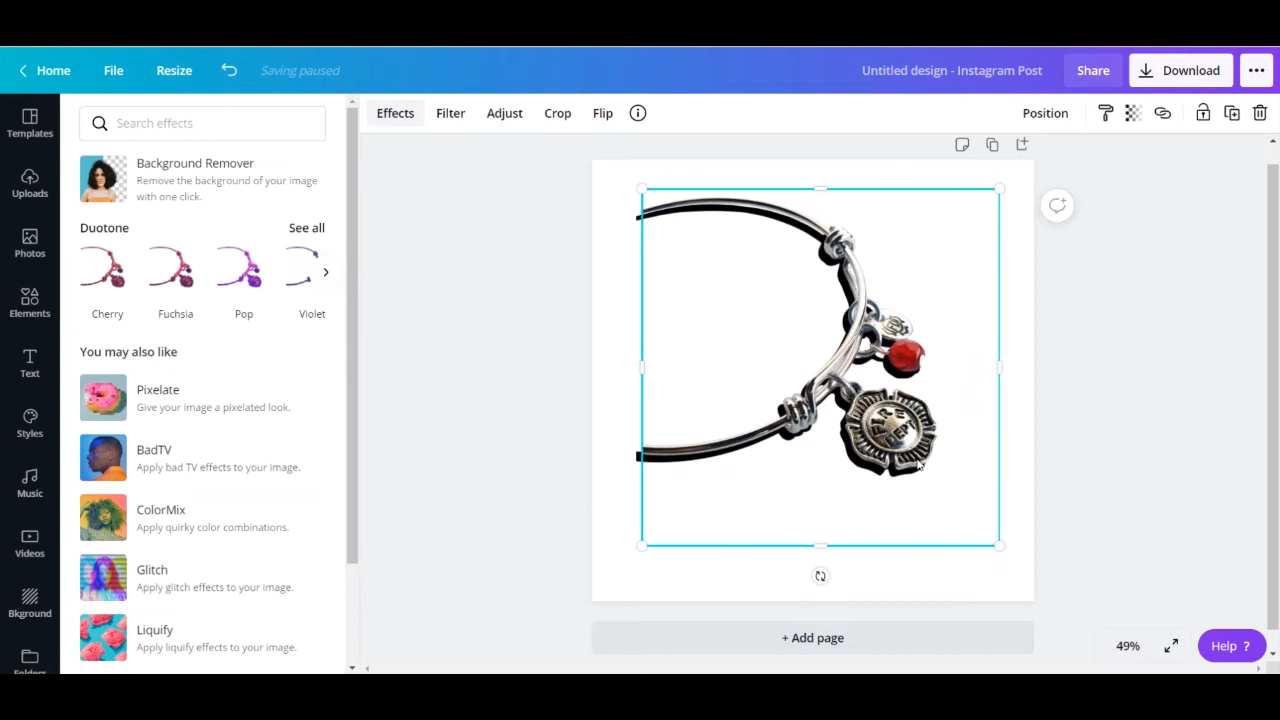 Home File Resize Saving paused Untitled design - Instagram Post Share Download
Search effects
Effects Filter Adjust Crop Flip Position
Templates
Uploads
Photos
Elements
Text
Styles
Music
Videos
Bkground
Folders
Background Remover
Remove the background of your image
with one click.
Duotone See all
Cherry Fuchsia Pop Violet
You may also like
Pixelate
Give your image a pixelated look.
BadTV
Apply bad TV effects to your image.
ColorMix
Apply quirky color combinations.
Glitch
Apply glitch effects to your image.
Liquify
Apply liquify effects to your image.
FIRE
DEPT
+ Add page
49% Help ?